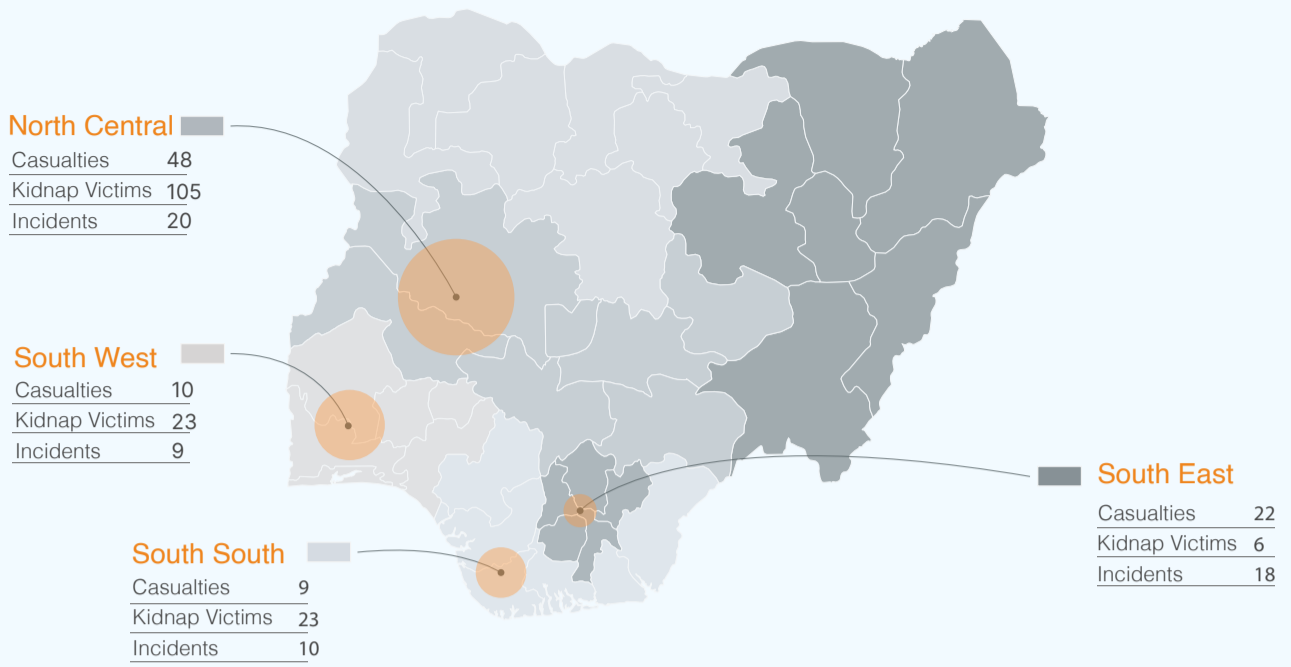 North Central
Casualties 48
Kidnap Victims 105
Incidents 20
South West
Casualties 10
Kidnap Victims 23
Incidents 9
South South
Casualties 9
Kidnap Victims 23
Incidents 10
South East
Casualties 22
Kidnap Victims 6
Incidents 18